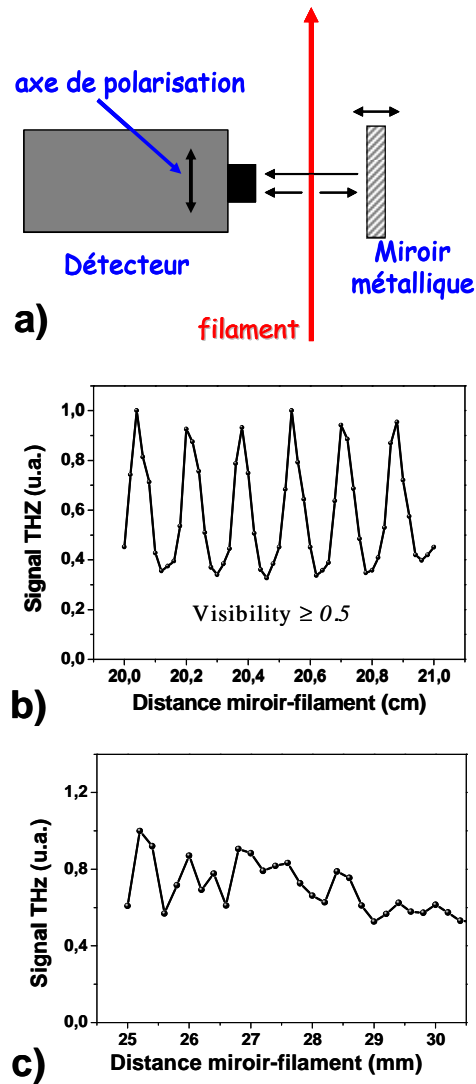 axe de polarisation
Détecteur
Miroir
métallique
filament
a)
1,0
0,8
0,6
0,4
0,2
0,0
Signal THZ (u.a.)
Visibility ≥ 0.5
20,0 20,2 20,4 20,6 20,8 21,0
Distance miroir-filament (cm)
b)
1,2
0,8
0,4
0,0
Signal THz (u.a.)
25 26 27 28 29 30
Distance miroir-filament (mm)
c)